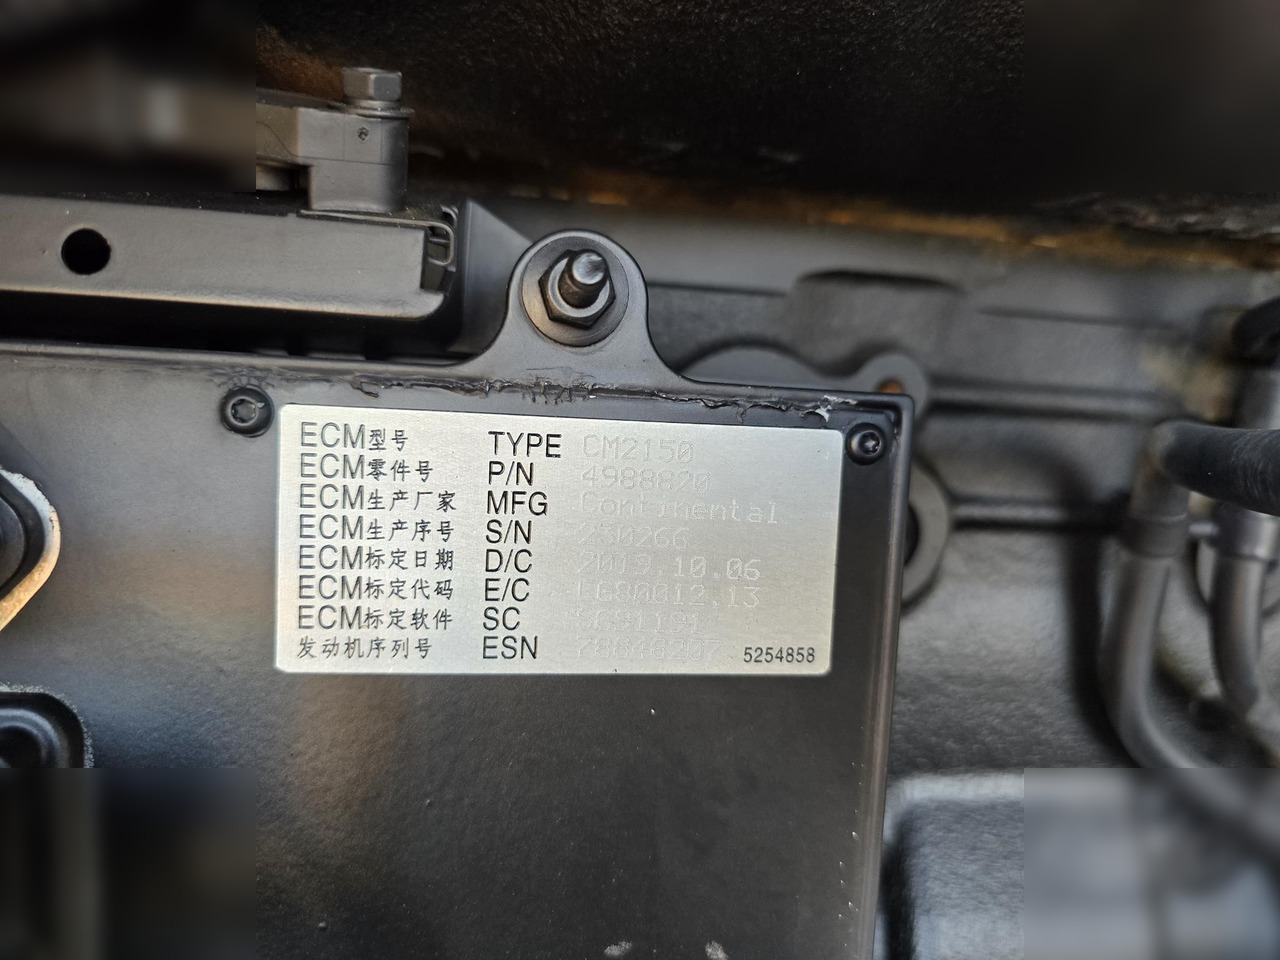 ECM型号 TYPE CM2150
ECM零件号 P/N 4988820
ECM生产厂家 MFG Continental
ECM生产序号 S/N 230266
ECM标定日期 D/C 2019.10.06
ECM标定代码 E/C
ECM标定软件 SC
发动机序列号 ESN 5254858